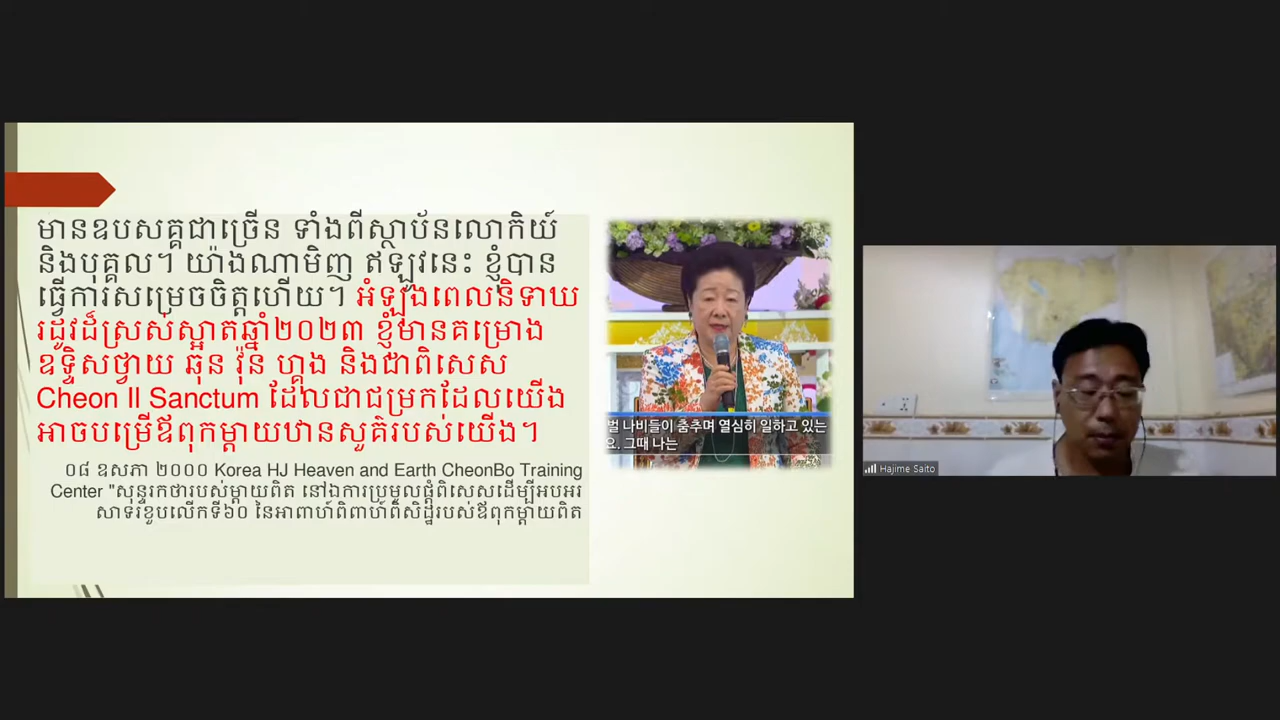 មានឧបសគ្គជាច្រើន ទាំងពីស្ថាប័នលោកិយ៍
និងបុគ្គល។ យ៉ាងណាមិញ ឥឡូវនេះ ខ្ញុំបាន
ធ្វើការសម្រេចចិត្តហើយ។ អំឡុងពេលនិទាឃ
រដូវដ៏ស្រស់ស្អាតឆ្នាំ២០២៣ ខ្ញុំមានគម្រោង
ឧទ្ទិសថ្វាយ ឆុន វ៉ុន ហ្គុង និងជាពិសេស
Cheon Il Sanctum ដែលជាជម្រកដែលយើង
អាចបម្រើឪពុកម្តាយឋានសួគ៌របស់យើង។
០៨ ឧសភា ២០០០ Korea HJ Heaven and Earth CheonBo Training
Center "សុន្ទរកថារបស់ម្តាយពិត នៅឯការប្រមូលផ្តុំពិសេសដើម្បីអបអរ
សាទរខួបលើកទី៦០ នៃអាពាហ៍ពិពាហ៍ពិសិដ្ឋរបស់ឪពុកម្តាយពិត
벌 나비들이 춤추며 열심히 일하고 있는
요. 그때 나는
Hajime Saito